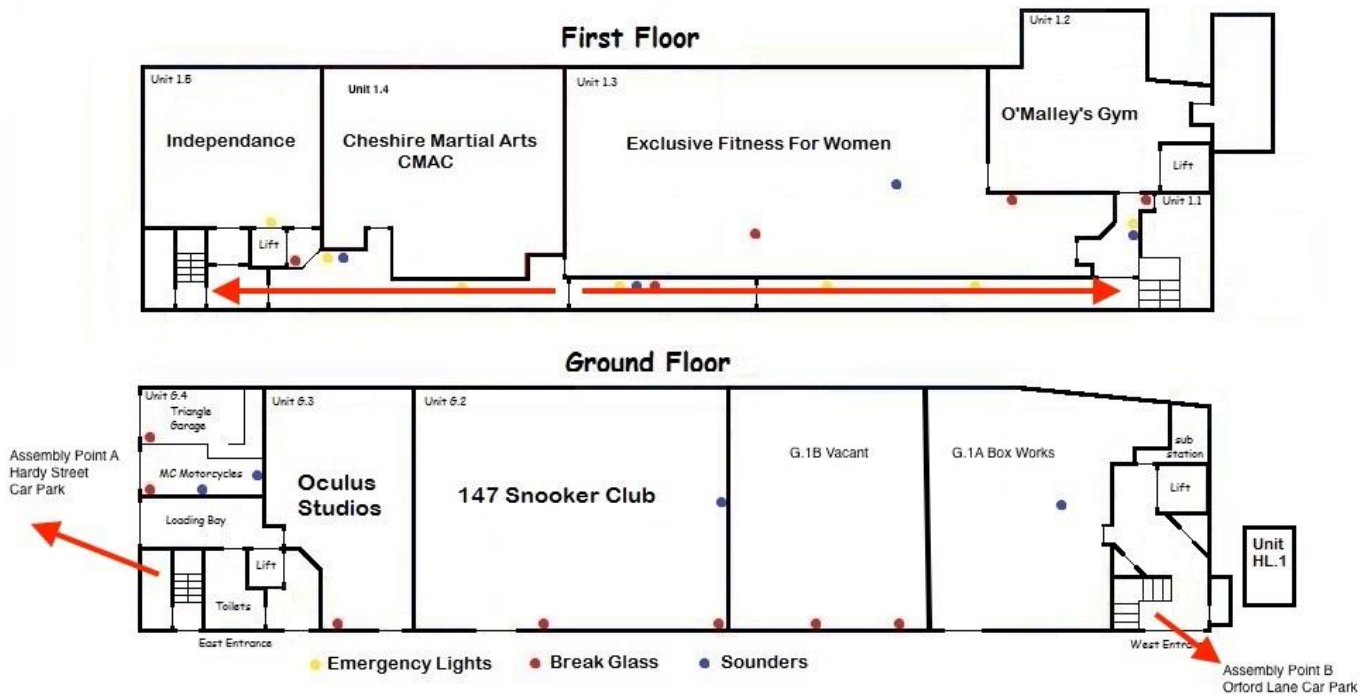 First Floor
Unit 1.5
Independance
Lift
Unit 1.4
Cheshire Martial Arts
CMAC
Unit 1.3
Exclusive Fitness For Women
Unit 1.2
O'Malley's Gym
Lift
Unit 1.1
Ground Floor
Assembly Point A
Hardy Street
Car Park
Unit G.4
Triangle
Garage
MC Motorcycles
Loading Bay
Lift
Toilets
East Entrance
Unit G.3
Oculus
Studios
Unit G.2
147 Snooker Club
G.1B Vacant
G.1A Box Works
sub
station
Lift
Unit
HL.1
West Entra
Assembly Point B
Orford Lane Car Park
Emergency Lights
Break Glass
Sounders